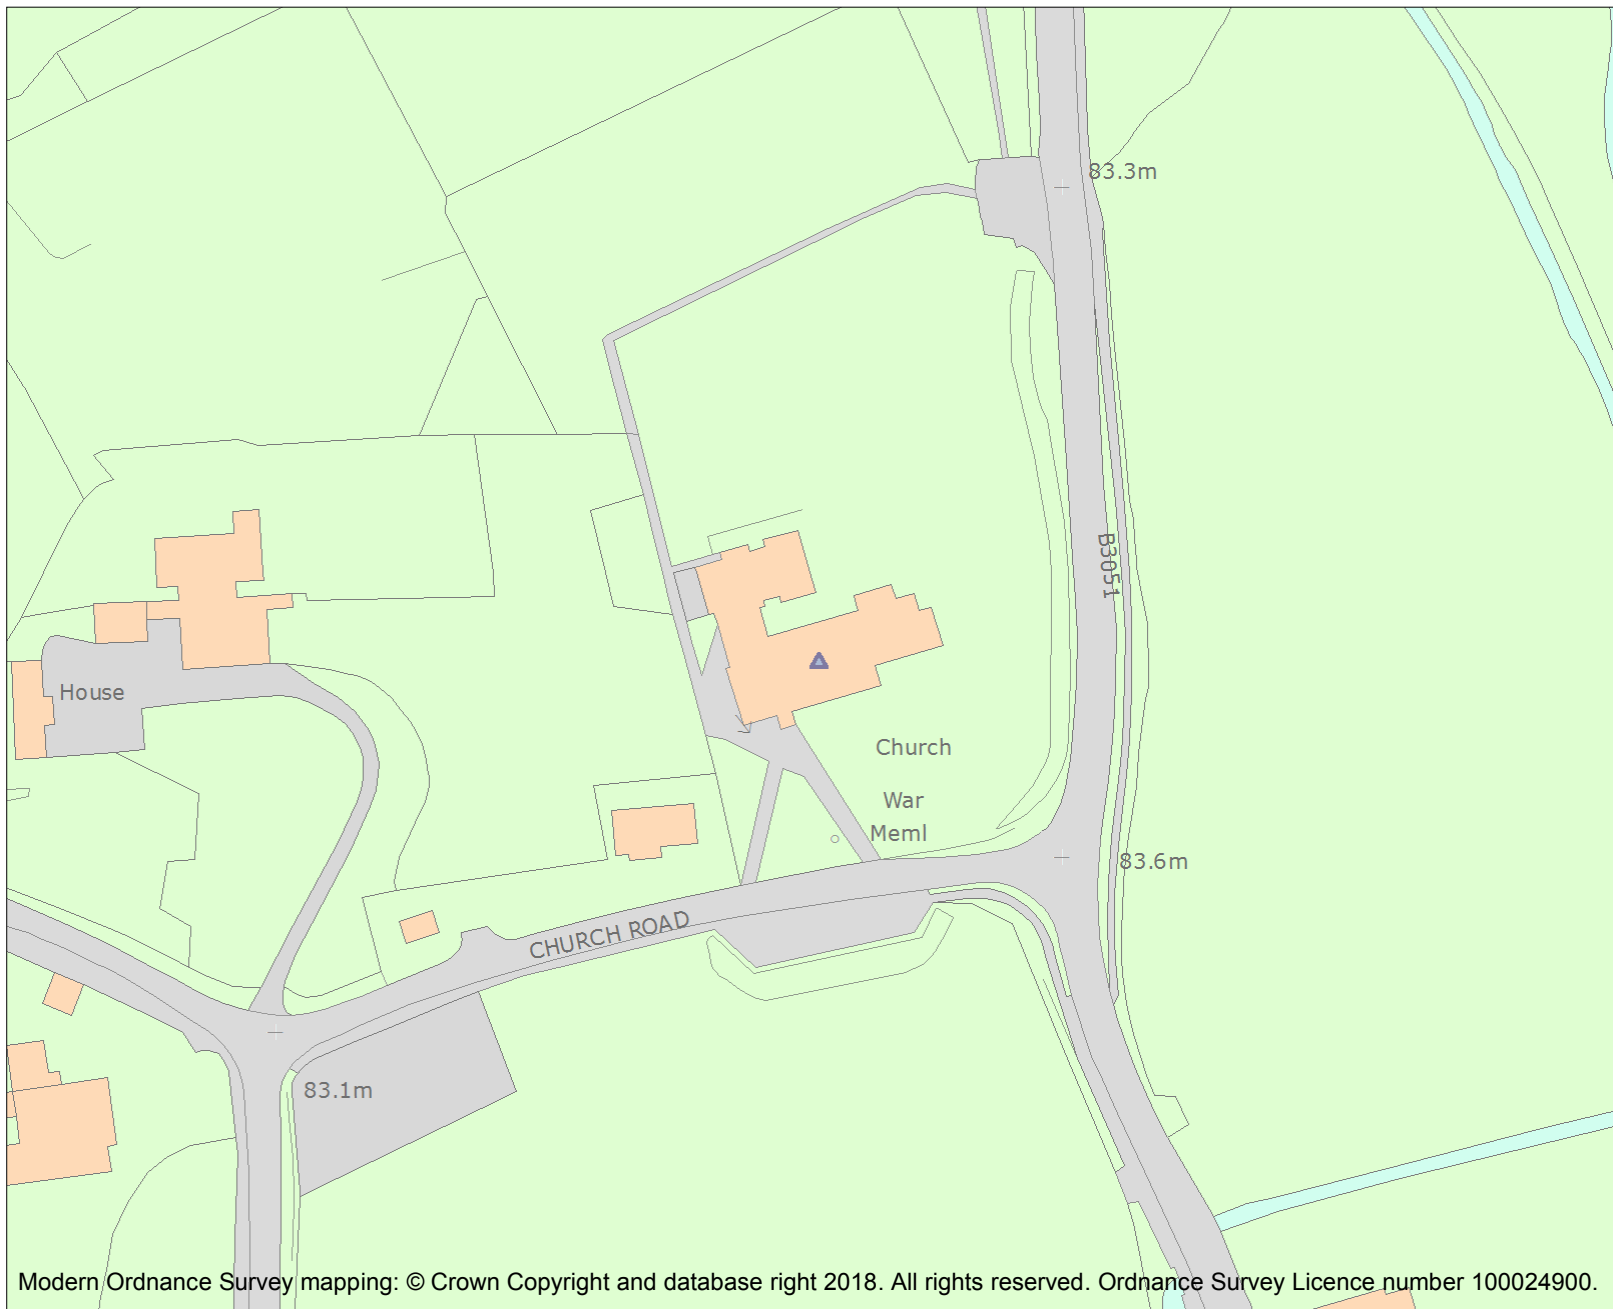 83.3m
B3051
House
Church
War
Meml
83.6m
CHURCH ROAD
83.1m
Modern Ordnance Survey mapping: © Crown Copyright and database right 2018. All rights reserved. Ordnance Survey Licence number 100024900.